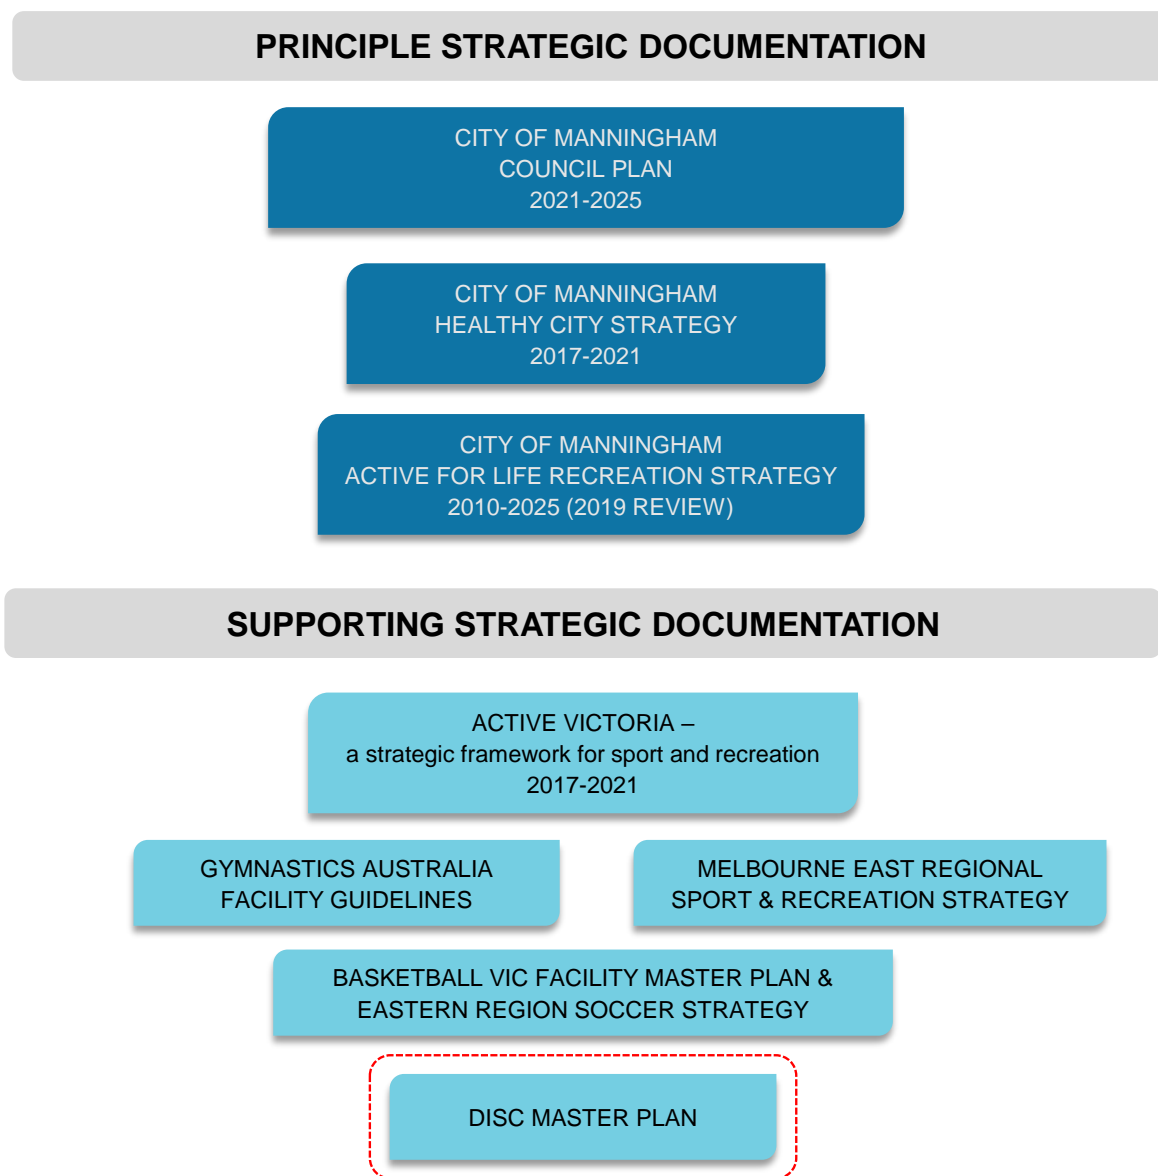 PRINCIPLE STRATEGIC DOCUMENTATION
CITY OF MANNINGHAM
COUNCIL PLAN
2021-2025
CITY OF MANNINGHAM
HEALTHY CITY STRATEGY
2017-2021
CITY OF MANNINGHAM
ACTIVE FOR LIFE RECREATION STRATEGY
2010-2025 (2019 REVIEW)
SUPPORTING STRATEGIC DOCUMENTATION
ACTIVE VICTORIA –
a strategic framework for sport and recreation
2017-2021
GYMNASTICS AUSTRALIA
FACILITY GUIDELINES
MELBOURNE EAST REGIONAL
SPORT & RECREATION STRATEGY
BASKETBALL VIC FACILITY MASTER PLAN &
EASTERN REGION SOCCER STRATEGY
DISC MASTER PLAN